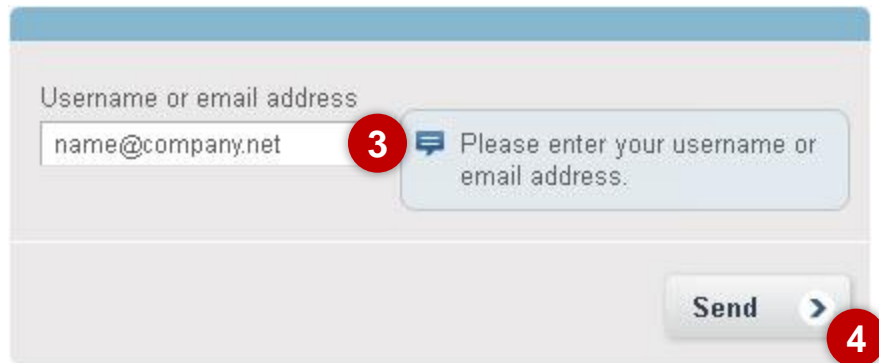 Username or email address
name@company.net
3
Please enter your username or
email address.
Send
4